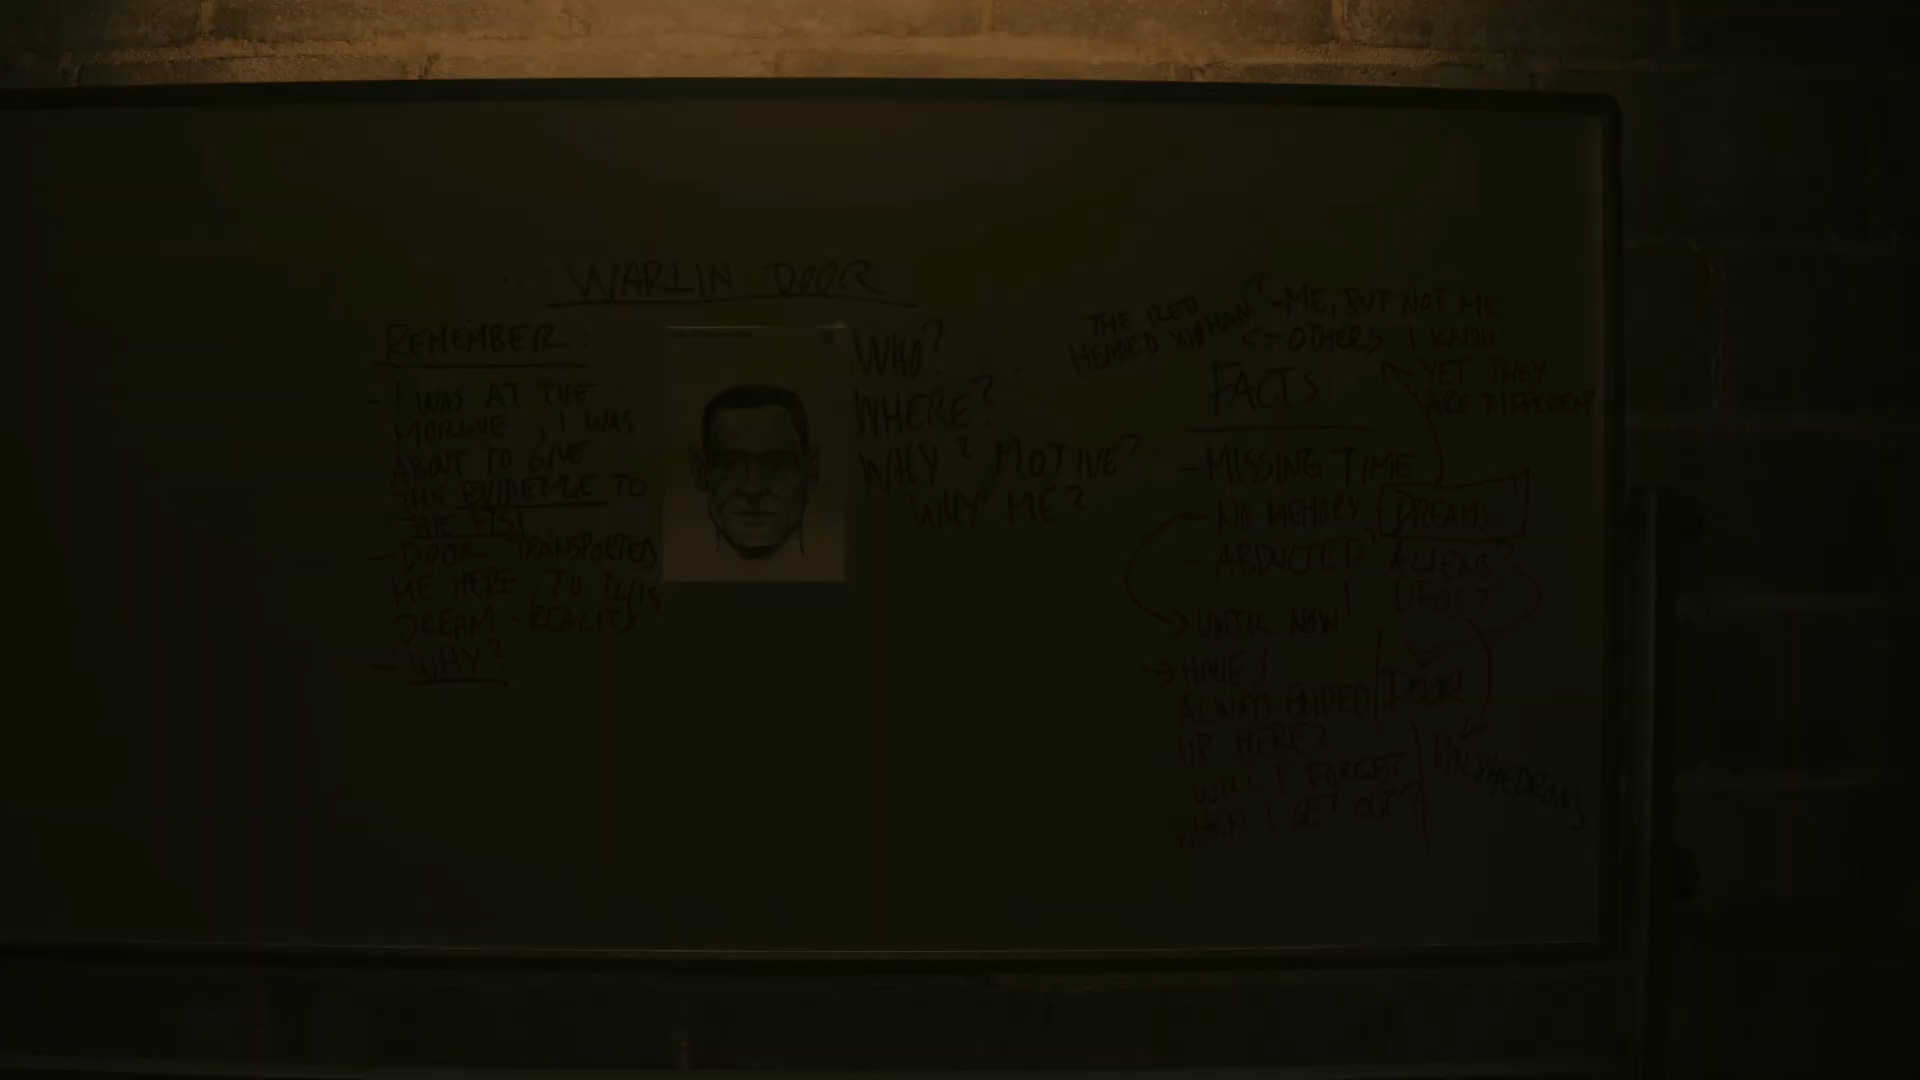 WARLIN DOOR
REMEMBER:
- I WAS AT THE
MORGUE, I WAS
ABOUT TO GIVE
THE EVIDENCE TO
THE FBI
- DOOR TRANSPORTED
ME HERE, TO THIS
DREAM-REALITY
- WHY?
WHO?
WHERE?
WHY? MOTIVE?
WHY ME?
THE RED
HEADED WOMAN
- ME, BUT NOT ME
<- OTHERS I KNOW
YET THEY
ARE DIFFERENT
FACTS
- MISSING TIME
- NO MEMORY
DREAMS
- ABDUCTED?
ALIENS?
UFOS?
UNTIL NOW!
→ HAVE I
ALWAYS ENDED
UP HERE?
WILL I FORGET
WHEN I GET OUT?
DOOR
POLYHEDRONS